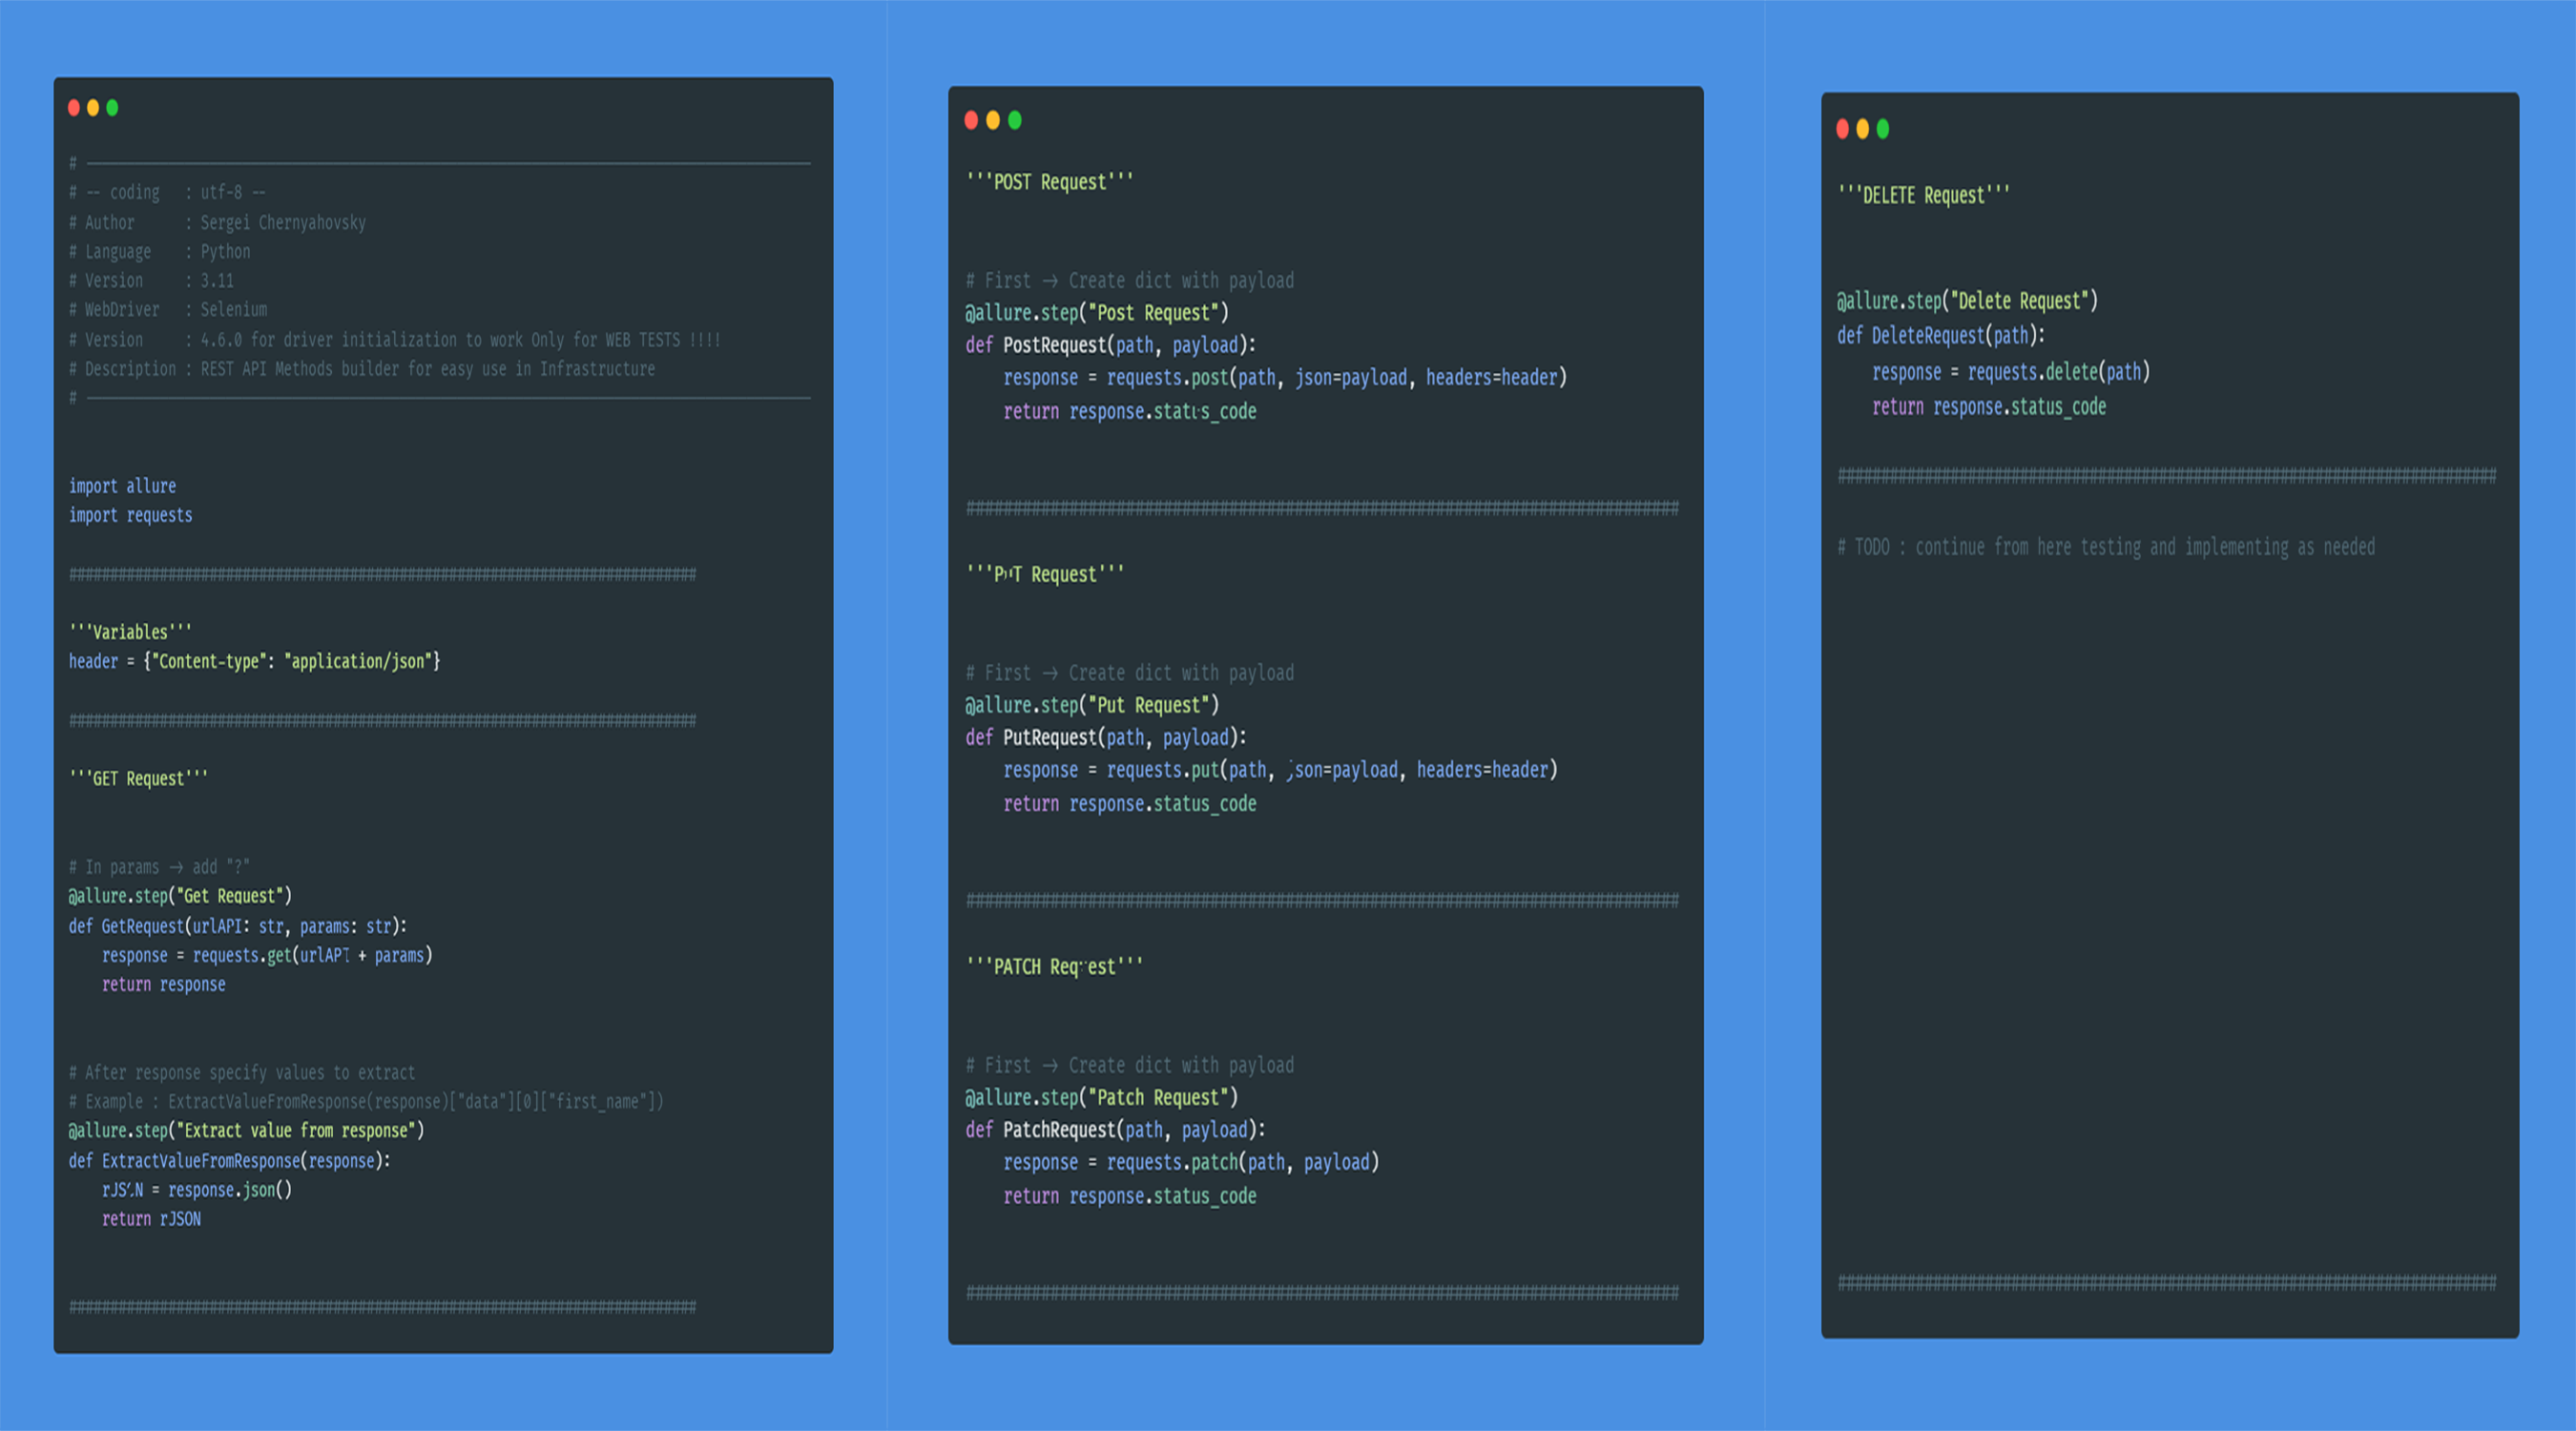 # ————————————————————————————————————————
# -- coding   : utf-8 --
# Author      : Sergei Chernyahovsky
# Language    : Python
# Version     : 3.11
# WebDriver   : Selenium
# Version     : 4.6.0 for driver initialization to work Only for WEB TESTS !!!!
# Description : REST API Methods builder for easy use in Infrastructure
# ————————————————————————————————————————
import allure
import requests
############################################################################
'''Variables'''
header = {"Content-type": "application/json"}
############################################################################
'''GET Request'''
# In params → add "?"
@allure.step("Get Request")
def GetRequest(urlAPI: str, params: str):
    response = requests.get(urlAPI + params)
    return response
# After response specify values to extract
# Example : ExtractValueFromResponse(response)["data"][0]["first_name"])
@allure.step("Extract value from response")
def ExtractValueFromResponse(response):
    rJSON = response.json()
    return rJSON
############################################################################
'''POST Request'''
# First → Create dict with payload
@allure.step("Post Request")
def PostRequest(path, payload):
    response = requests.post(path, json=payload, headers=header)
    return response.status_code
############################################################################
'''PUT Request'''
# First → Create dict with payload
@allure.step("Put Request")
def PutRequest(path, payload):
    response = requests.put(path, json=payload, headers=header)
    return response.status_code
############################################################################
'''PATCH Request'''
# First → Create dict with payload
@allure.step("Patch Request")
def PatchRequest(path, payload):
    response = requests.patch(path, payload)
    return response.status_code
############################################################################
'''DELETE Request'''
@allure.step("Delete Request")
def DeleteRequest(path):
    response = requests.delete(path)
    return response.status_code
############################################################################
# TODO : continue from here testing and implementing as needed
############################################################################